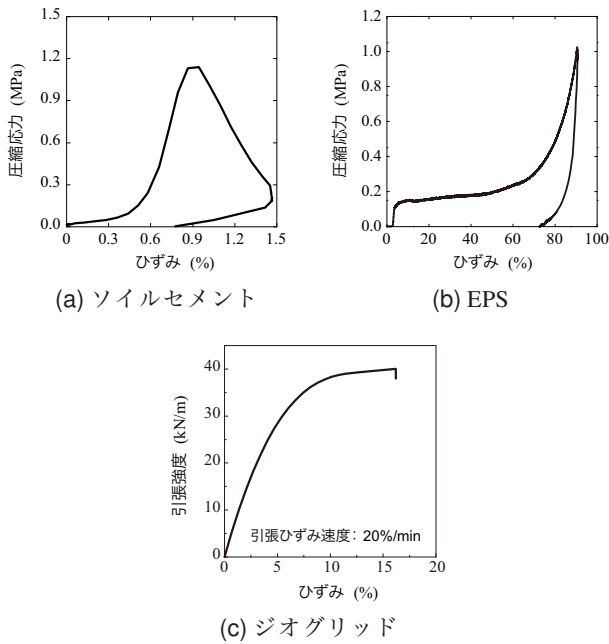 1.5
1.2
0.9
0.6
0.3
0.0
圧縮応力 (MPa)
0 0.3 0.6 0.9 1.2 1.5
ひずみ (%)
(a) ソイルセメント
1.2
1.0
0.8
0.6
0.4
0.2
0.0
圧縮応力 (MPa)
0 20 40 60 80 100
ひずみ (%)
(b) EPS
40
30
20
10
0
引張強度 (kN/m)
引張ひずみ速度: 20%/min
0 5 10 15 20
ひずみ (%)
(c) ジオグリッド